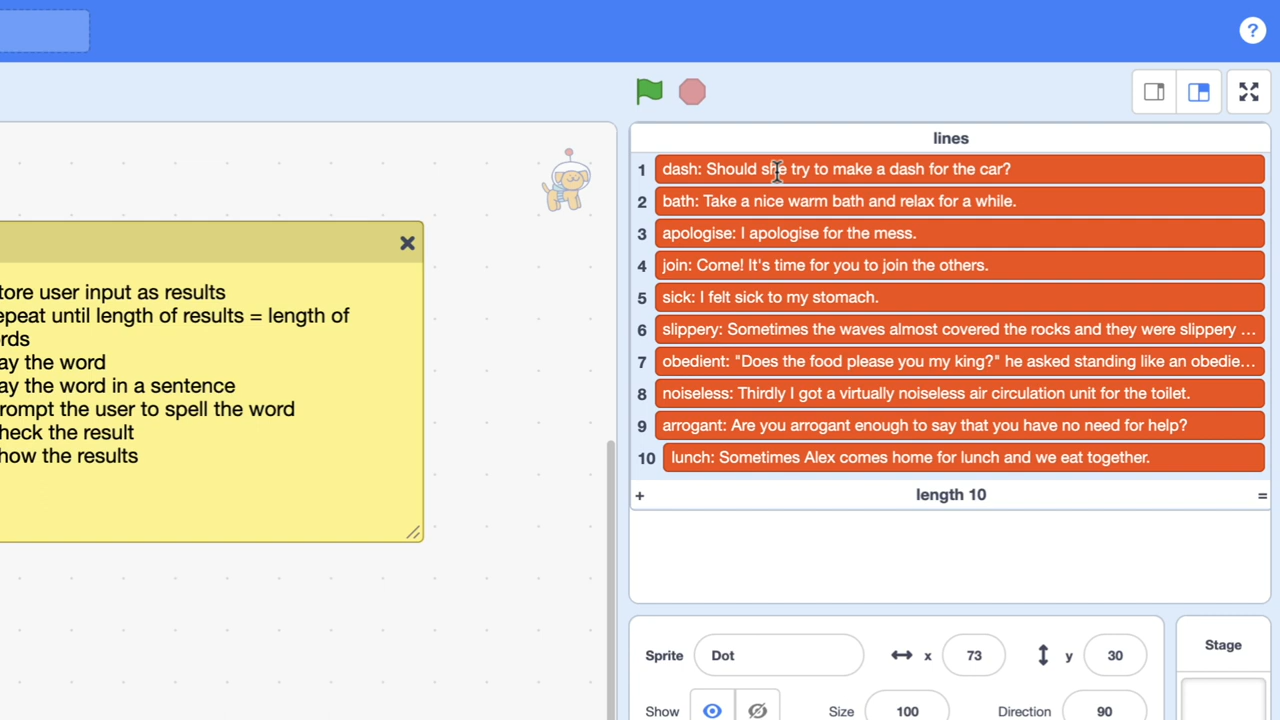 ?
lines
1 dash: Should she try to make a dash for the car?
2 bath: Take a nice warm bath and relax for a while.
3 apologise: I apologise for the mess.
4 join: Come! It's time for you to join the others.
5 sick: I felt sick to my stomach.
6 slippery: Sometimes the waves almost covered the rocks and they were slippery ...
7 obedient: "Does the food please you my king?" he asked standing like an obedie...
8 noiseless: Thirdly I got a virtually noiseless air circulation unit for the toilet.
9 arrogant: Are you arrogant enough to say that you have no need for help?
10 lunch: Sometimes Alex comes home for lunch and we eat together.
+ length 10 =
tore user input as results
epeat until length of results = length of
rds
ay the word
ay the word in a sentence
rompt the user to spell the word
heck the result
how the results
Sprite Dot x 73 y 30
Show Size 100 Direction 90
Stage